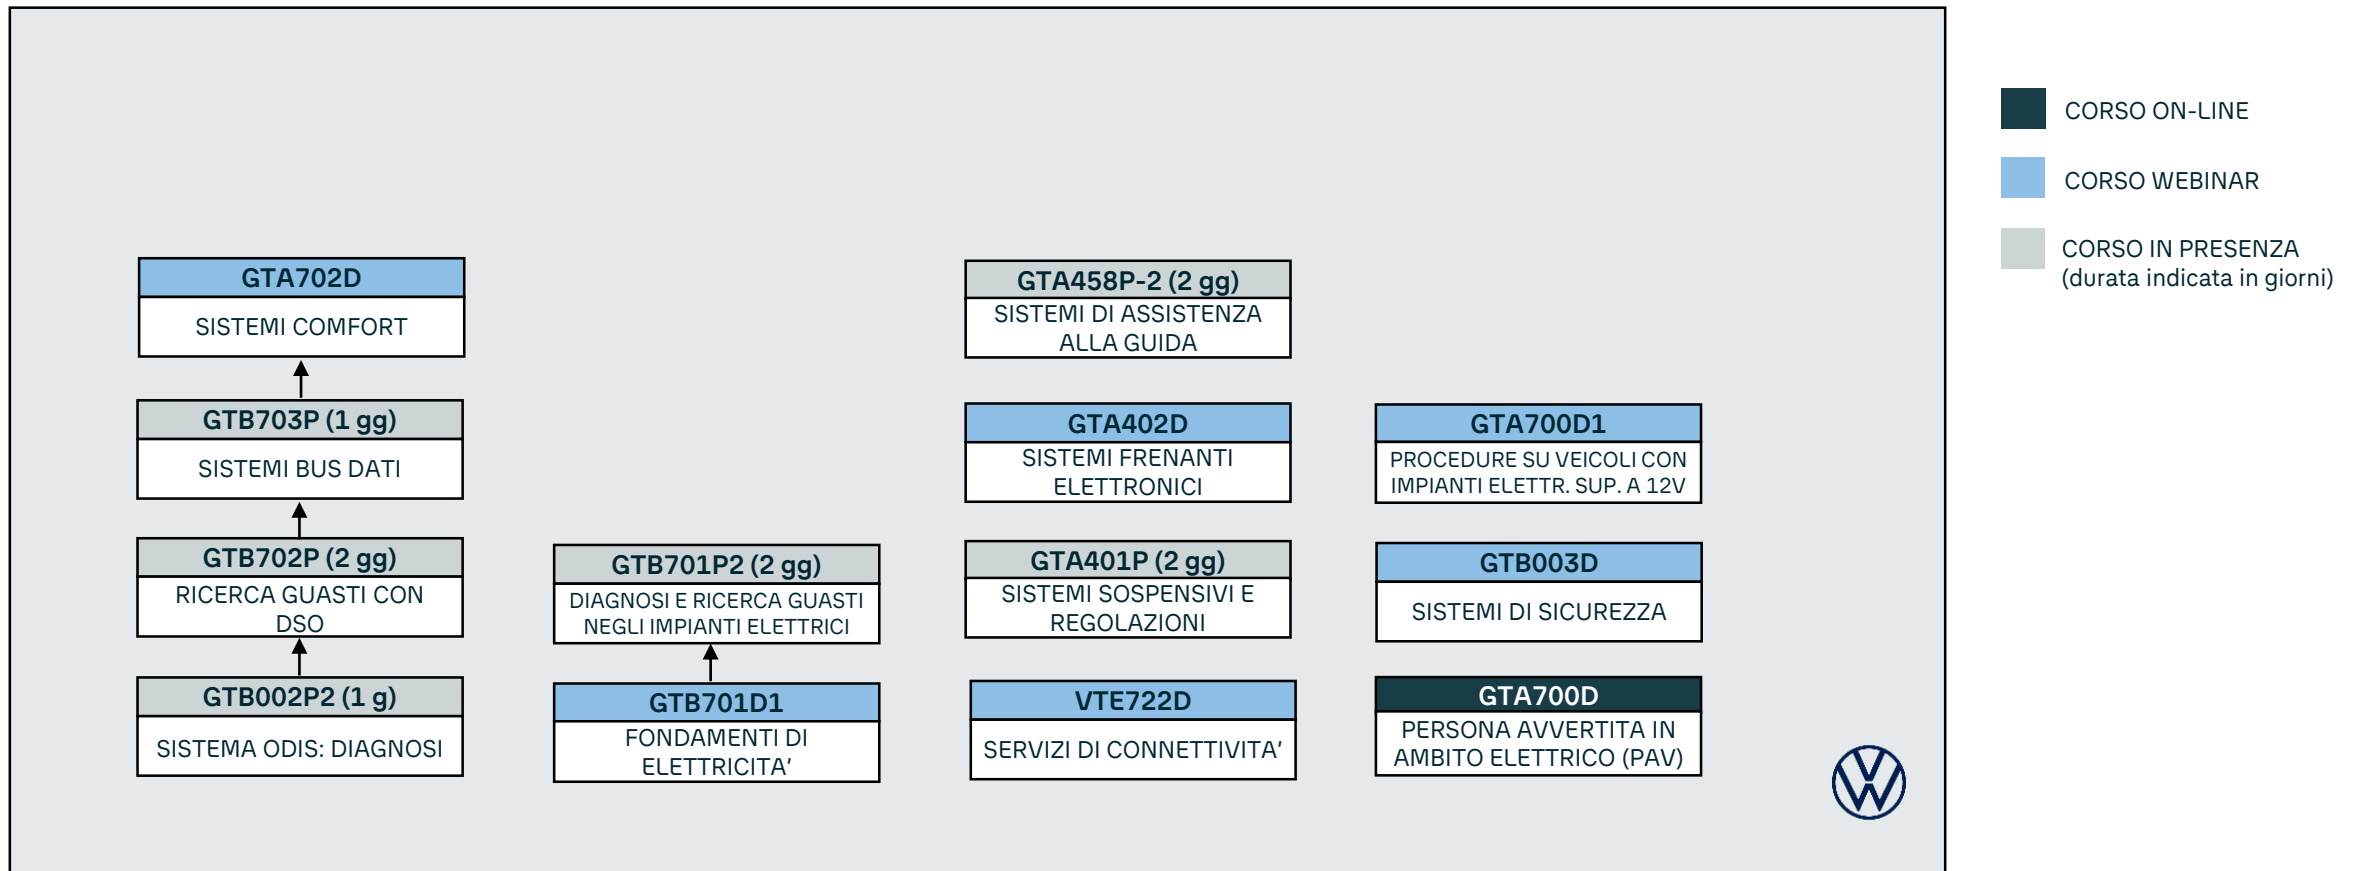 CORSO ON-LINE
CORSO WEBINAR
CORSO IN PRESENZA
(durata indicata in giorni)
GTA702D
SISTEMI COMFORT
GTB703P (1 gg)
SISTEMI BUS DATI
GTB702P (2 gg)
RICERCA GUASTI CON
DSO
GTB002P2 (1 g)
SISTEMA ODIS: DIAGNOSI
GTB701P2 (2 gg)
DIAGNOSI E RICERCA GUASTI
NEGLI IMPIANTI ELETTRICI
GTB701D1
FONDAMENTI DI
ELETTRICITA’
GTA458P-2 (2 gg)
SISTEMI DI ASSISTENZA
ALLA GUIDA
GTA402D
SISTEMI FRENANTI
ELETTRONICI
GTA401P (2 gg)
SISTEMI SOSPENSIVI E
REGOLAZIONI
VTE722D
SERVIZI DI CONNETTIVITA’
GTA700D1
PROCEDURE SU VEICOLI CON
IMPIANTI ELETTR. SUP. A 12V
GTB003D
SISTEMI DI SICUREZZA
GTA700D
PERSONA AVVERTITA IN
AMBITO ELETTRICO (PAV)